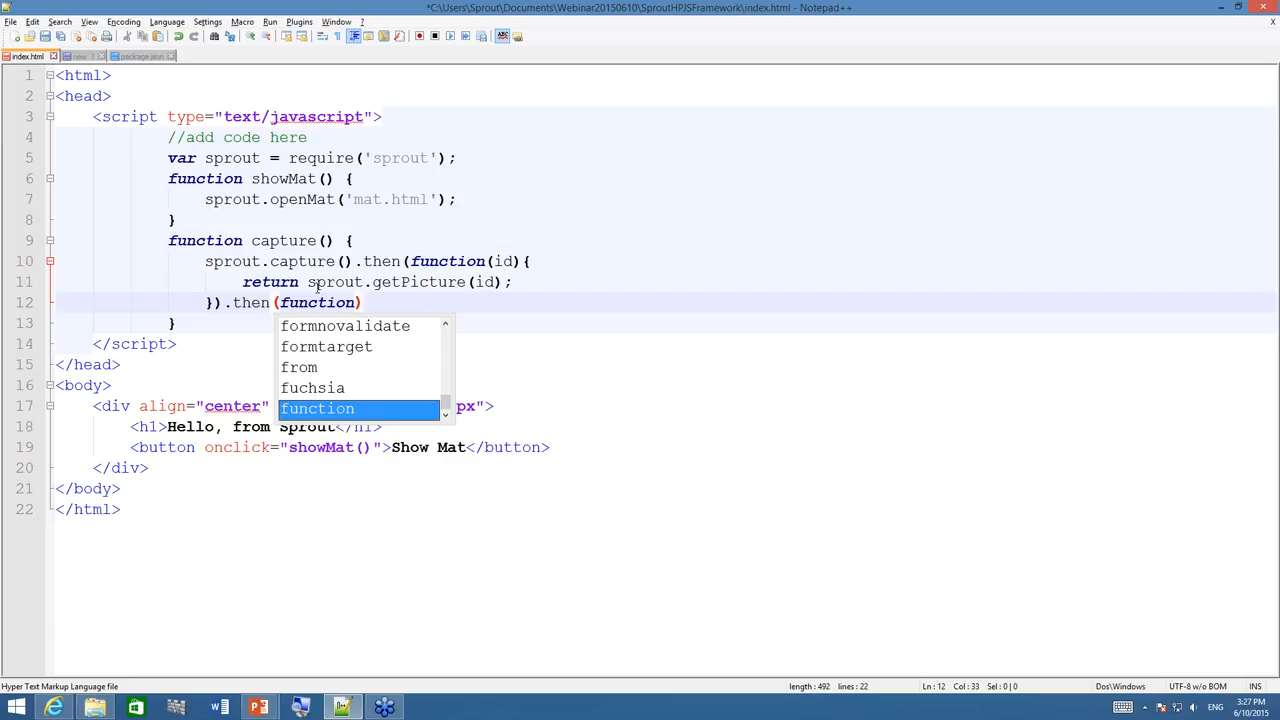 *C:\Users\Sprout\Documents\Webinar20150610\SproutHPJSFramework\index.html - Notepad++
File Edit Search View Encoding Language Settings Macro Run Plugins Window ?
X
index.html new 1 package.json
1 <html>
2 <head>
3 <script type="text/javascript">
4 //add code here
5 var sprout = require('sprout');
6 function showMat() {
7 sprout.openMat('mat.html');
8 }
9 function capture() {
10 sprout.capture().then(function(id){
11 return sprout.getPicture(id);
12 }).then(function)
13 }
formnovalidate
14 </script>
formtarget
15 </head>
from
16 <body>
fuchsia
17 <div align="center" px">
function
18 <h1>Hello, from Sprout</h1>
19 <button onclick="showMat()">Show Mat</button>
20 </div>
21 </body>
22 </html>
Hyper Text Markup Language file length : 492 lines : 22 Ln : 12 Col : 33 Sel : 0 | 0 Dos\Windows UTF-8 w/o BOM INS
ENG 3:27 PM
6/10/2015